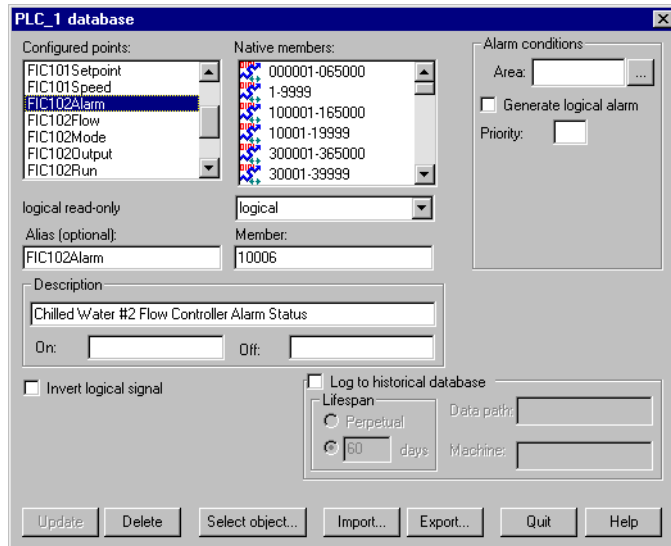 PLC_1 database
Configured points:
FIC101Setpoint
FIC101Speed
FIC102Alarm
FIC102Flow
FIC102Mode
FIC102Output
FIC102Run
Native members:
000001-065000
1-9999
100001-165000
10001-19999
300001-365000
30001-39999
Alarm conditions
Area:
...
Generate logical alarm
Priority:
logical read-only
logical
Alias (optional):
Member:
FIC102Alarm
10006
Description
Chilled Water #2 Flow Controller Alarm Status
On:
Off:
Invert logical signal
Log to historical database
Lifespan
Perpetual
60 days
Data path:
Machine:
Update
Delete
Select object...
Import...
Export...
Quit
Help